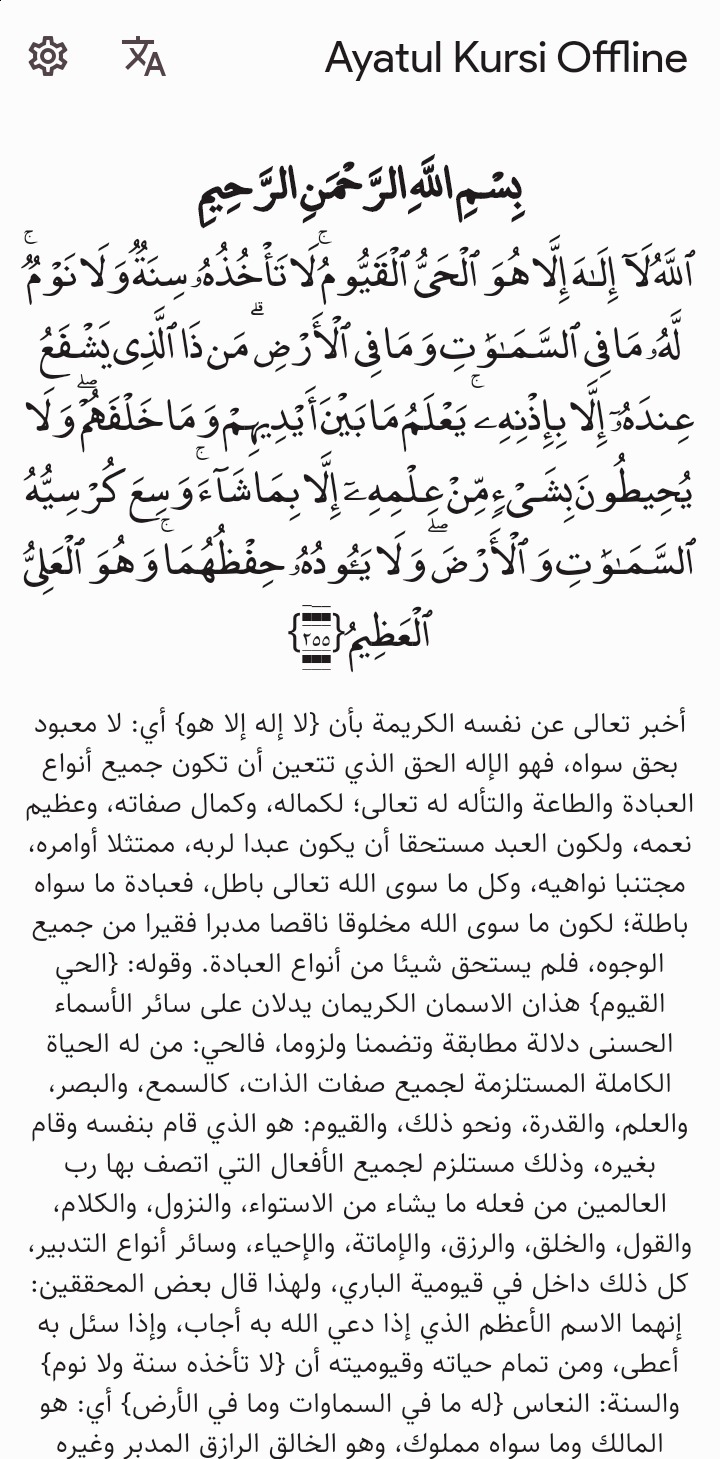 Ayatul Kursi Offline
بِسْمِ اللَّهِ الرَّحْمَنِ الرَّحِيمِ
ٱللَّهُ لَآ إِلَـٰهَ إِلَّا هُوَ ٱلْحَىُّ ٱلْقَيُّومُ ۚ لَا تَأْخُذُهُۥ سِنَةٌۭ وَلَا نَوْمٌۭ ۚ
لَّهُۥ مَا فِى ٱلسَّمَـٰوَٰتِ وَمَا فِى ٱلْأَرْضِ ۗ مَن ذَا ٱلَّذِى يَشْفَعُ
عِندَهُۥٓ إِلَّا بِإِذْنِهِۦ ۚ يَعْلَمُ مَا بَيْنَ أَيْدِيهِمْ وَمَا خَلْفَهُمْ ۖ وَلَا
يُحِيطُونَ بِشَىْءٍۢ مِّنْ عِلْمِهِۦٓ إِلَّا بِمَا شَآءَ ۚ وَسِعَ كُرْسِيُّهُ
ٱلسَّمَـٰوَٰتِ وَٱلْأَرْضَ ۖ وَلَا يَـُٔودُهُۥ حِفْظُهُمَا ۚ وَهُوَ ٱلْعَلِىُّ
ٱلْعَظِيمُ {٢٥٥}
أخبر تعالى عن نفسه الكريمة بأن {لا إله إلا هو} أي: لا معبود
بحق سواه، فهو الإله الحق الذي تتعين أن تكون جميع أنواع
العبادة والطاعة والتأله له تعالى؛ لكماله، وكمال صفاته، وعظيم
نعمه، ولكون العبد مستحقا أن يكون عبدا لربه، ممتثلا أوامره،
مجتنبا نواهيه، وكل ما سوى الله تعالى باطل، فعبادة ما سواه
باطلة؛ لكون ما سوى الله مخلوقا ناقصا مدبرا فقيرا من جميع
الوجوه، فلم يستحق شيئا من أنواع العبادة. وقوله: {الحي
القيوم} هذان الاسمان الكريمان يدلان على سائر الأسماء
الحسنى دلالة مطابقة وتضمنا ولزوما، فالحي: من له الحياة
الكاملة المستلزمة لجميع صفات الذات، كالسمع، والبصر،
والعلم، والقدرة، ونحو ذلك، والقيوم: هو الذي قام بنفسه وقام
بغيره، وذلك مستلزم لجميع الأفعال التي اتصف بها رب
العالمين من فعله ما يشاء من الاستواء، والنزول، والكلام،
والقول، والخلق، والرزق، والإماتة، والإحياء، وسائر أنواع التدبير،
كل ذلك داخل في قيومية الباري، ولهذا قال بعض المحققين:
إنهما الاسم الأعظم الذي إذا دعي الله به أجاب، وإذا سئل به
أعطى، ومن تمام حياته وقيوميته أن {لا تأخذه سنة ولا نوم}
والسنة: النعاس {له ما في السماوات وما في الأرض} أي: هو
المالك وما سواه مملوك، وهو الخالق الرازق المدبر وغيره